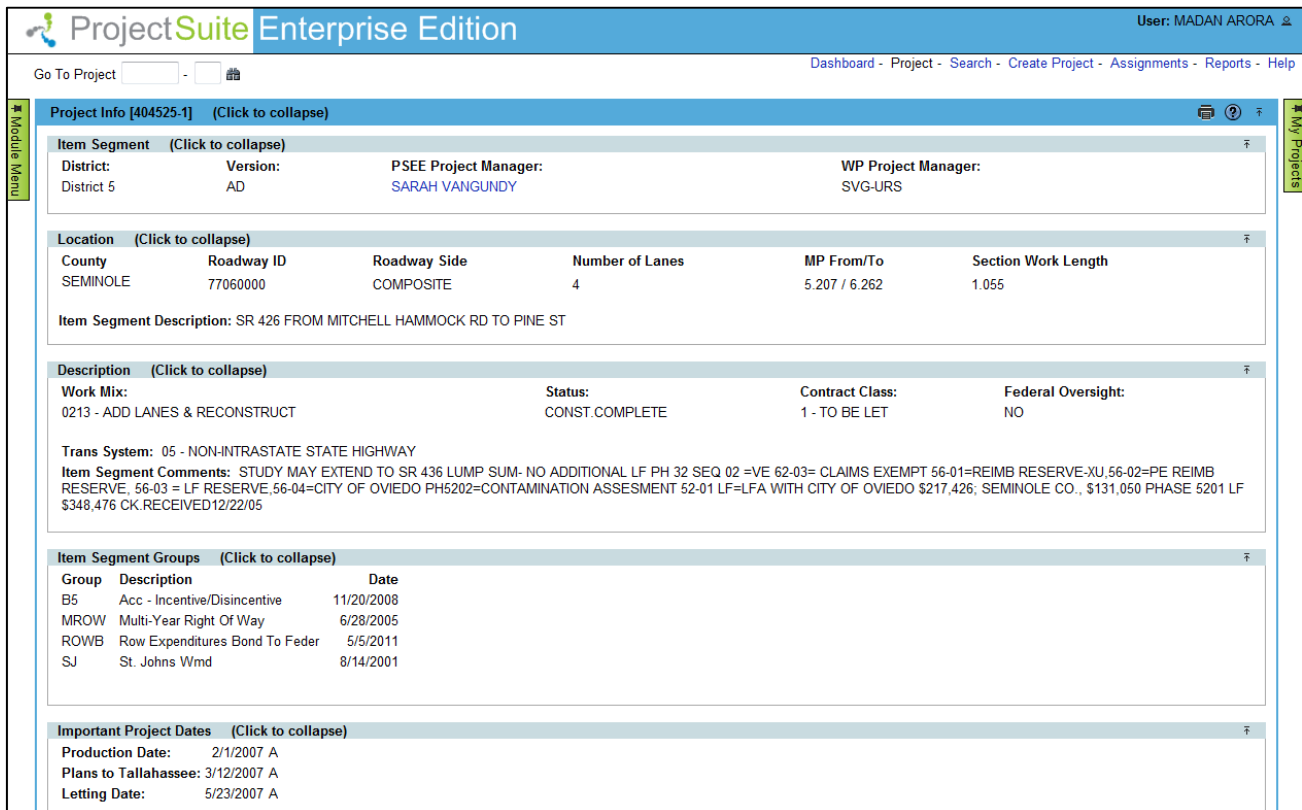 ProjectSuite Enterprise Edition
User: MADAN ARORA
Go To Project -
Dashboard - Project - Search - Create Project - Assignments - Reports - Help
Module Menu
My Projects
Project Info [404525-1] (Click to collapse)
Item Segment (Click to collapse)
District: Version: PSEE Project Manager: WP Project Manager:
District 5 AD SARAH VANGUNDY SVG-URS
Location (Click to collapse)
County Roadway ID Roadway Side Number of Lanes MP From/To Section Work Length
SEMINOLE 77060000 COMPOSITE 4 5.207 / 6.262 1.055
Item Segment Description: SR 426 FROM MITCHELL HAMMOCK RD TO PINE ST
Description (Click to collapse)
Work Mix: Status: Contract Class: Federal Oversight:
0213 - ADD LANES & RECONSTRUCT CONST.COMPLETE 1 - TO BE LET NO
Trans System: 05 - NON-INTRASTATE STATE HIGHWAY
Item Segment Comments: STUDY MAY EXTEND TO SR 436 LUMP SUM- NO ADDITIONAL LF PH 32 SEQ 02 =VE 62-03= CLAIMS EXEMPT 56-01=REIMB RESERVE-XU,56-02=PE REIMB
RESERVE, 56-03 = LF RESERVE,56-04=CITY OF OVIEDO PH5202=CONTAMINATION ASSESMENT 52-01 LF=LFA WITH CITY OF OVIEDO $217,426; SEMINOLE CO., $131,050 PHASE 5201 LF
$348,476 CK.RECEIVED12/22/05
Item Segment Groups (Click to collapse)
Group Description Date
B5 Acc - Incentive/Disincentive 11/20/2008
MROW Multi-Year Right Of Way 6/28/2005
ROWB Row Expenditures Bond To Feder 5/5/2011
SJ St. Johns Wmd 8/14/2001
Important Project Dates (Click to collapse)
Production Date: 2/1/2007 A
Plans to Tallahassee: 3/12/2007 A
Letting Date: 5/23/2007 A